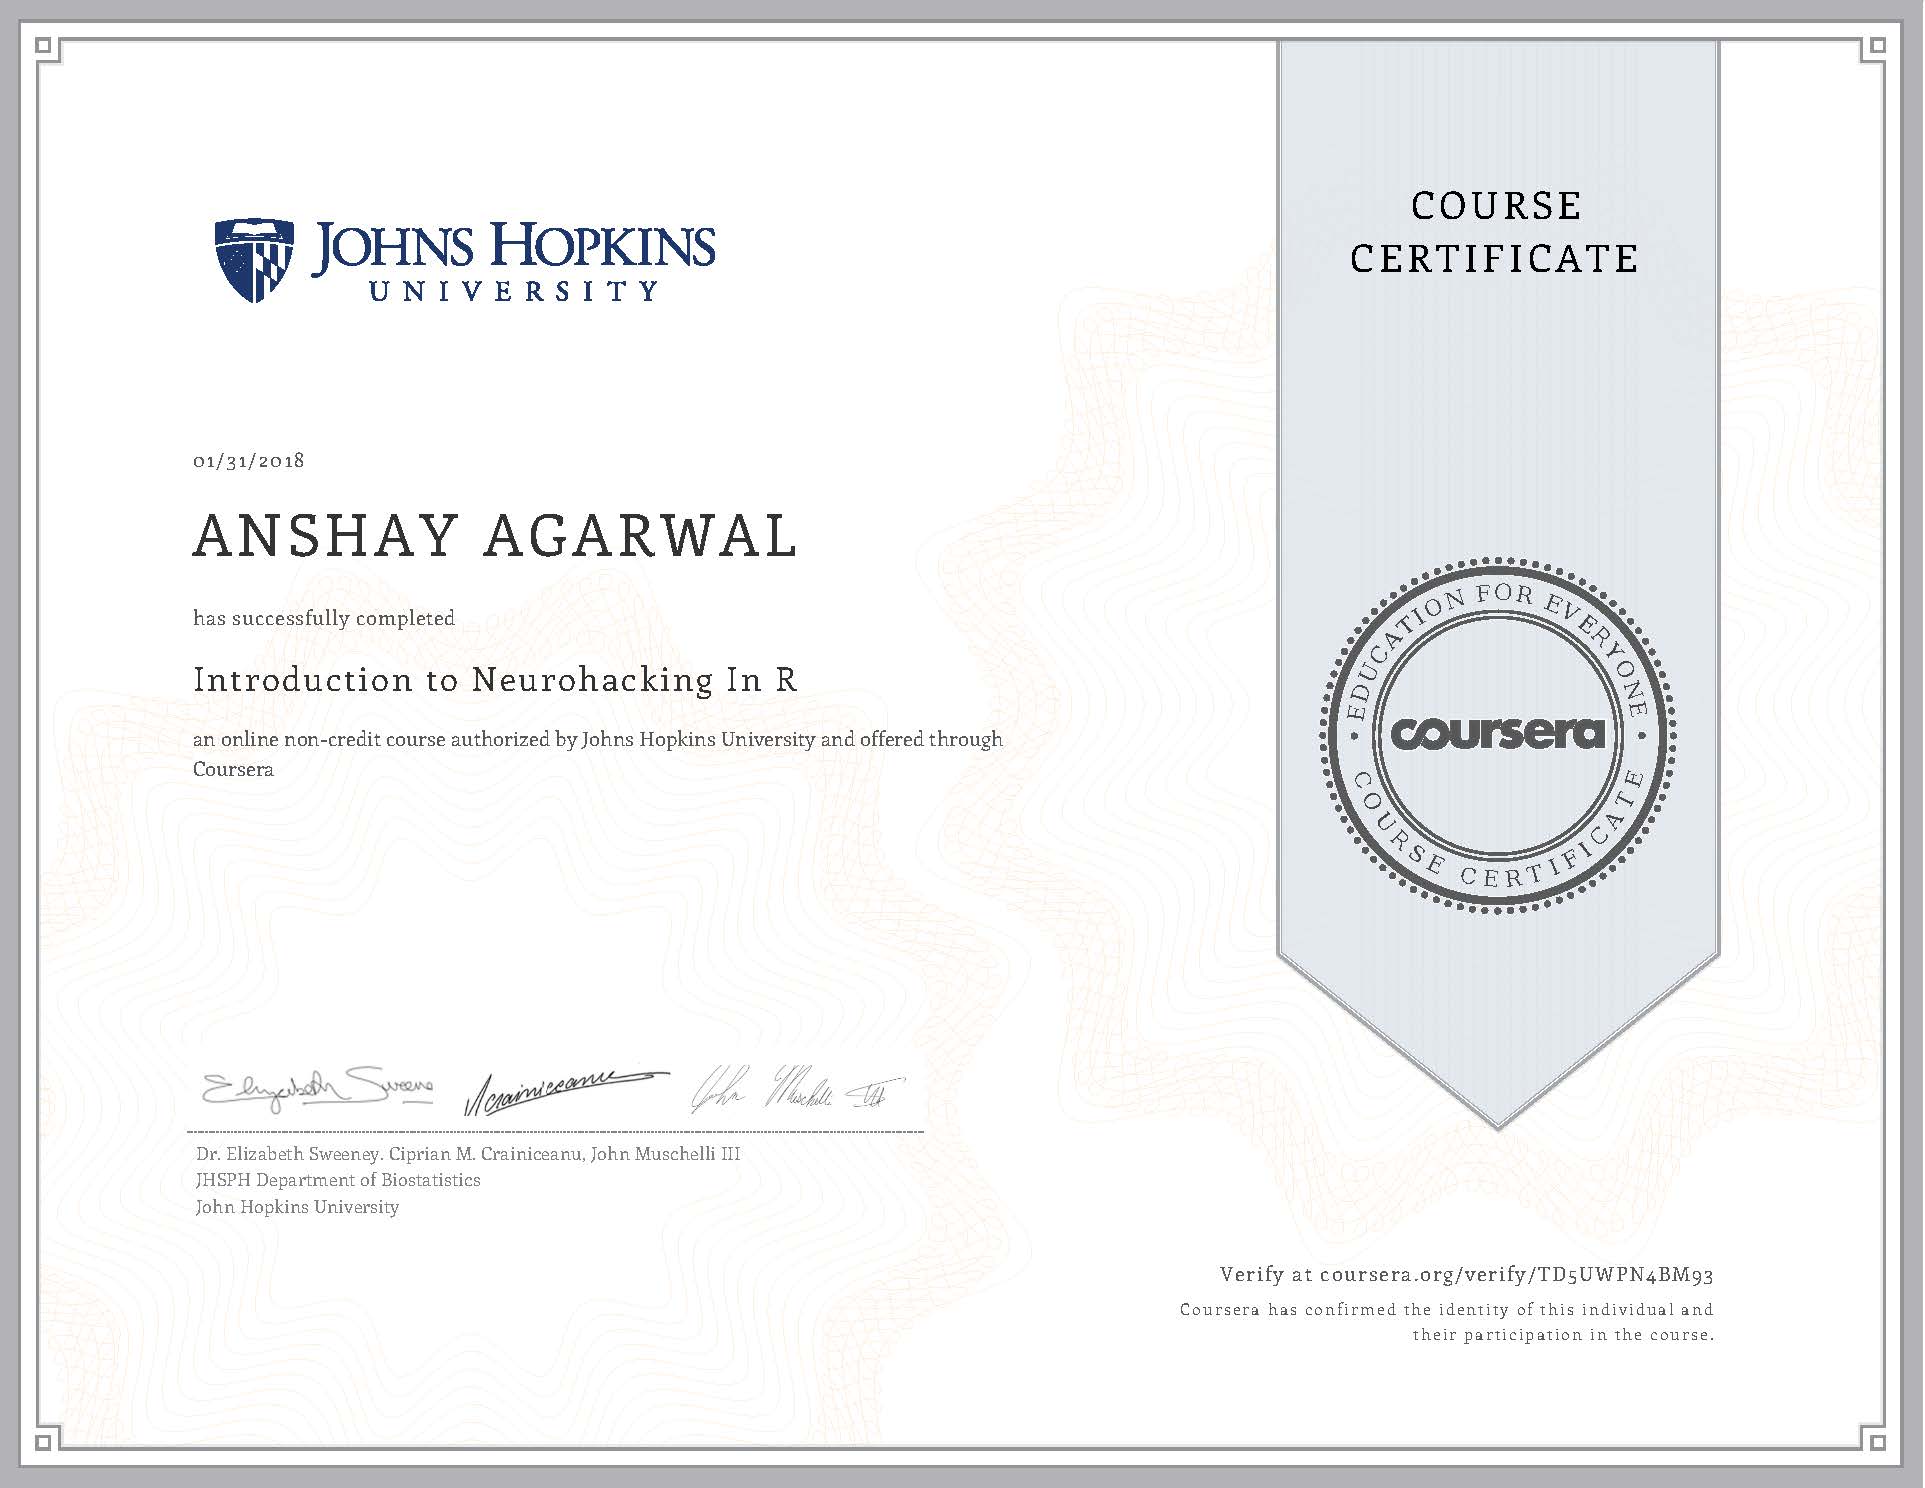 JOHNS HOPKINS
UNIVERSITY
COURSE
CERTIFICATE
01/31/2018
ANSHAY AGARWAL
has successfully completed
Introduction to Neurohacking In R
an online non-credit course authorized by Johns Hopkins University and offered through
Coursera
EDUCATION FOR EVERYONE
coursera
COURSE CERTIFICATE
Elizabeth Sweeney
Crainiceanu
John Muschelli III
Dr. Elizabeth Sweeney. Ciprian M. Crainiceanu, John Muschelli III
JHSPH Department of Biostatistics
John Hopkins University
Verify at coursera.org/verify/TD5UWPN4BM93
Coursera has confirmed the identity of this individual and
their participation in the course.